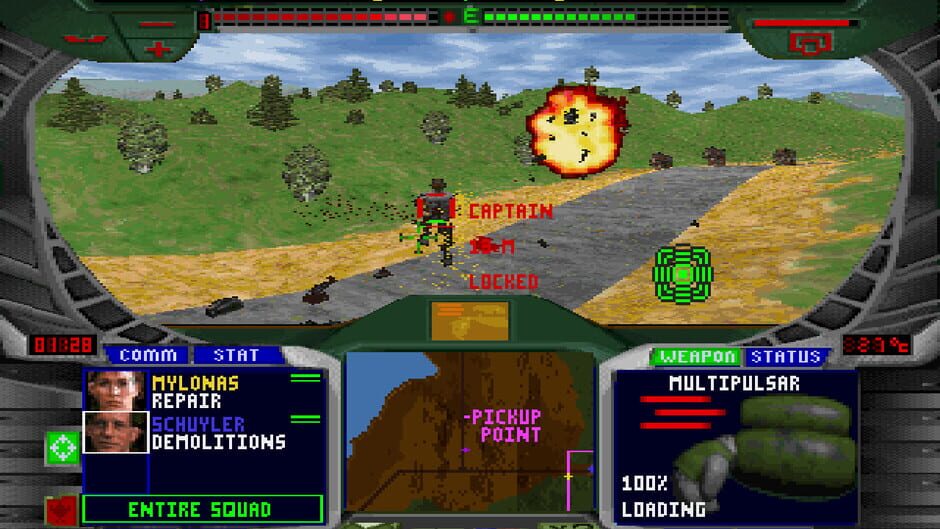 E
CAPTAIN
LOCKED
COMM STAT
MYLONAS
REPAIR
SCHUYLER
DEMOLITIONS
ENTIRE SQUAD
-PICKUP
POINT
WEAPON STATUS
MULTIPULSAR
100%
LOADING